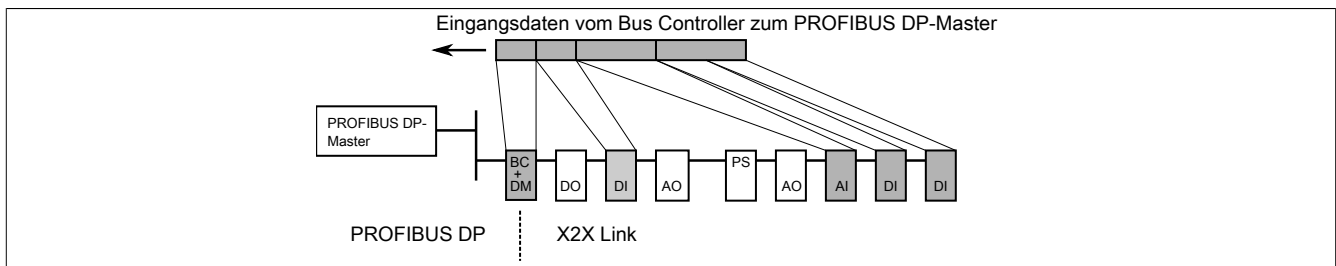 Eingangsdaten vom Bus Controller zum PROFIBUS DP-Master
PROFIBUS DP-
Master
BC
+
DM
DO
DI
AO
PS
AO
AI
DI
DI
PROFIBUS DP
X2X Link